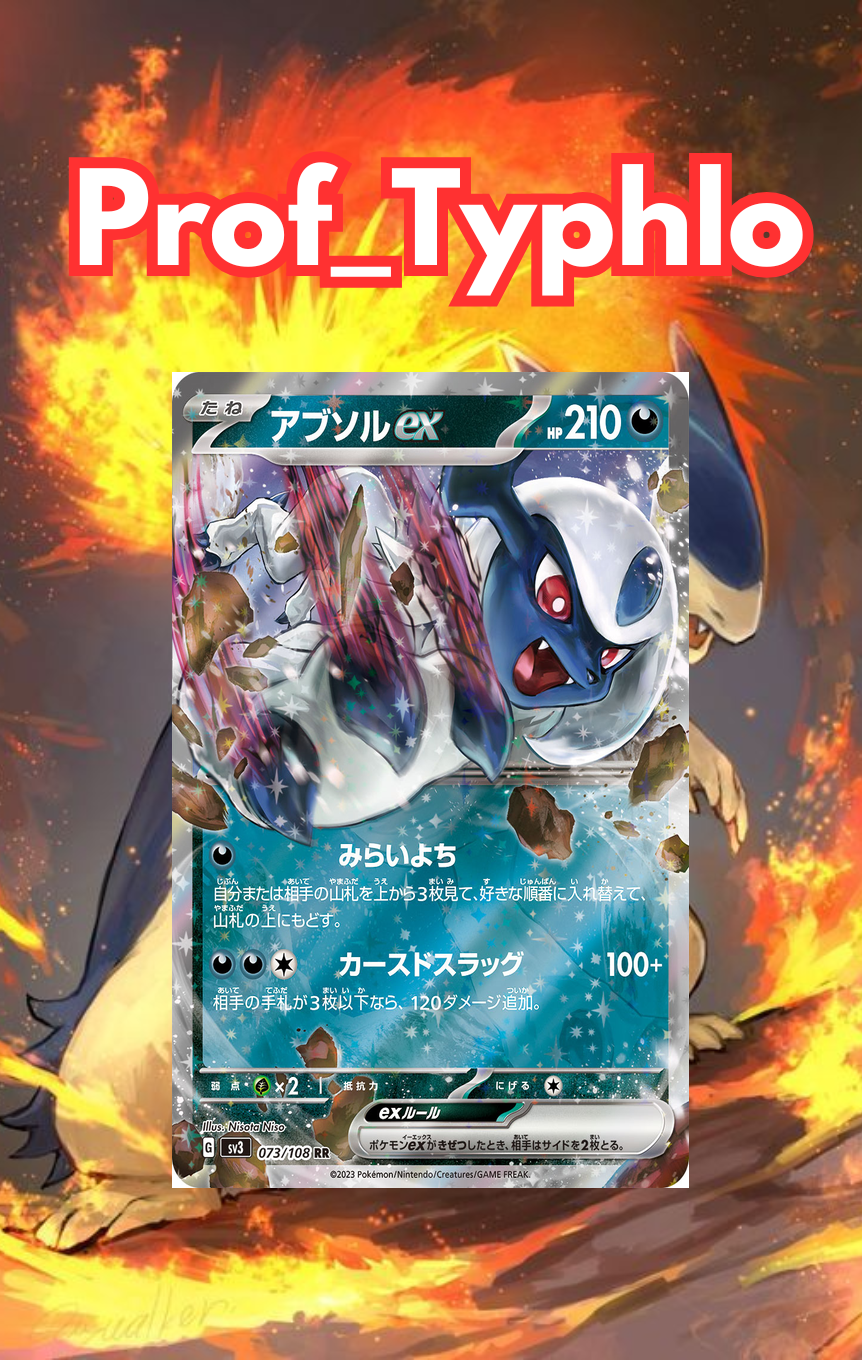 Prof_Typhlo
たね
アブソルex
HP210
みらいよち
自分または相手の山札を上から3枚見て、好きな順番に入れ替えて、
山札の上にもどす。
カースドスラッグ 100+
相手の手札が3枚以下なら、120ダメージ追加。
弱点 ×2 抵抗力 にげる
exルール
ポケモンexがきぜつしたとき、相手はサイドを2枚とる。
Illus. Nisota Niso
G sv3 073/108 RR
©2023 Pokémon/Nintendo/Creatures/GAME FREAK.